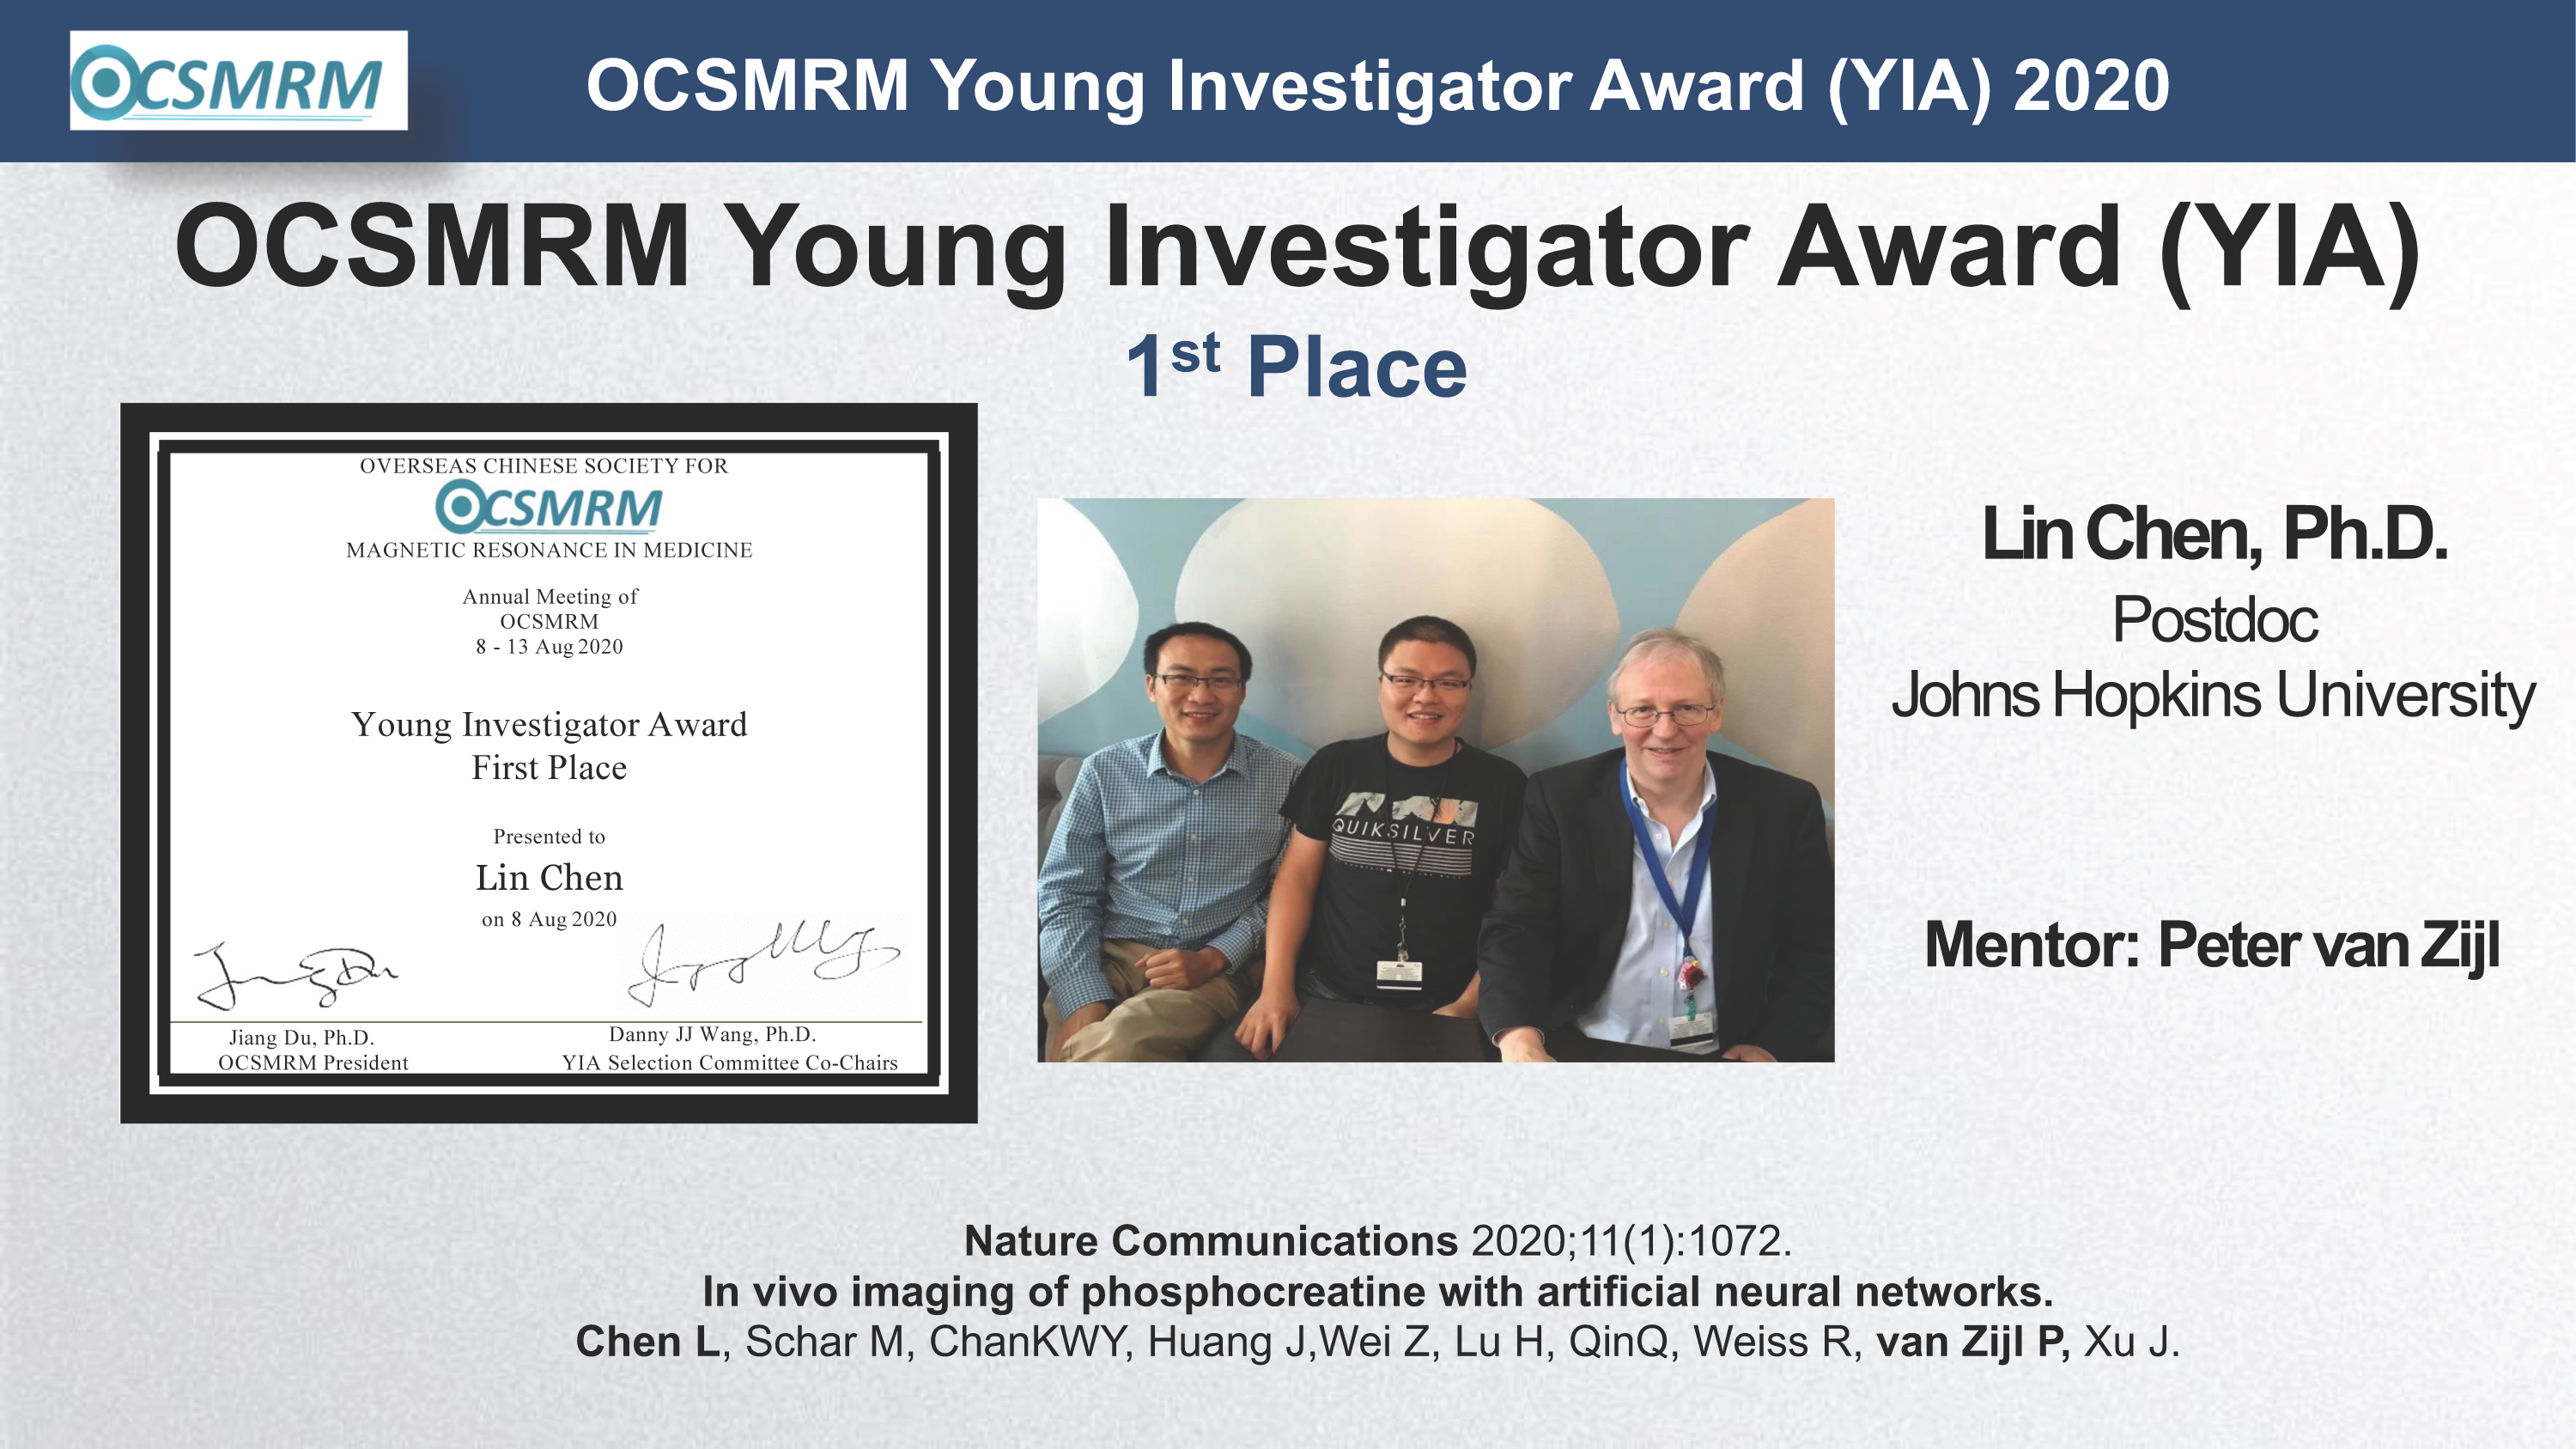 OCSMRM
OCSMRM Young Investigator Award (YIA) 2020
OCSMRM Young Investigator Award (YIA)
1st Place
OVERSEAS CHINESE SOCIETY FOR
OCSMRM
MAGNETIC RESONANCE IN MEDICINE
Annual Meeting of
OCSMRM
8 - 13 Aug 2020
Young Investigator Award
First Place
Presented to
Lin Chen
on 8 Aug 2020
Jiang Du, Ph.D.
OCSMRM President
Danny JJ Wang, Ph.D.
YIA Selection Committee Co-Chairs
QUIKSILVER
Lin Chen, Ph.D.
Postdoc
Johns Hopkins University
Mentor: Peter van Zijl
Nature Communications 2020;11(1):1072.
In vivo imaging of phosphocreatine with artificial neural networks.
Chen L, Schar M, ChanKWY, Huang J,Wei Z, Lu H, QinQ, Weiss R, van Zijl P, Xu J.